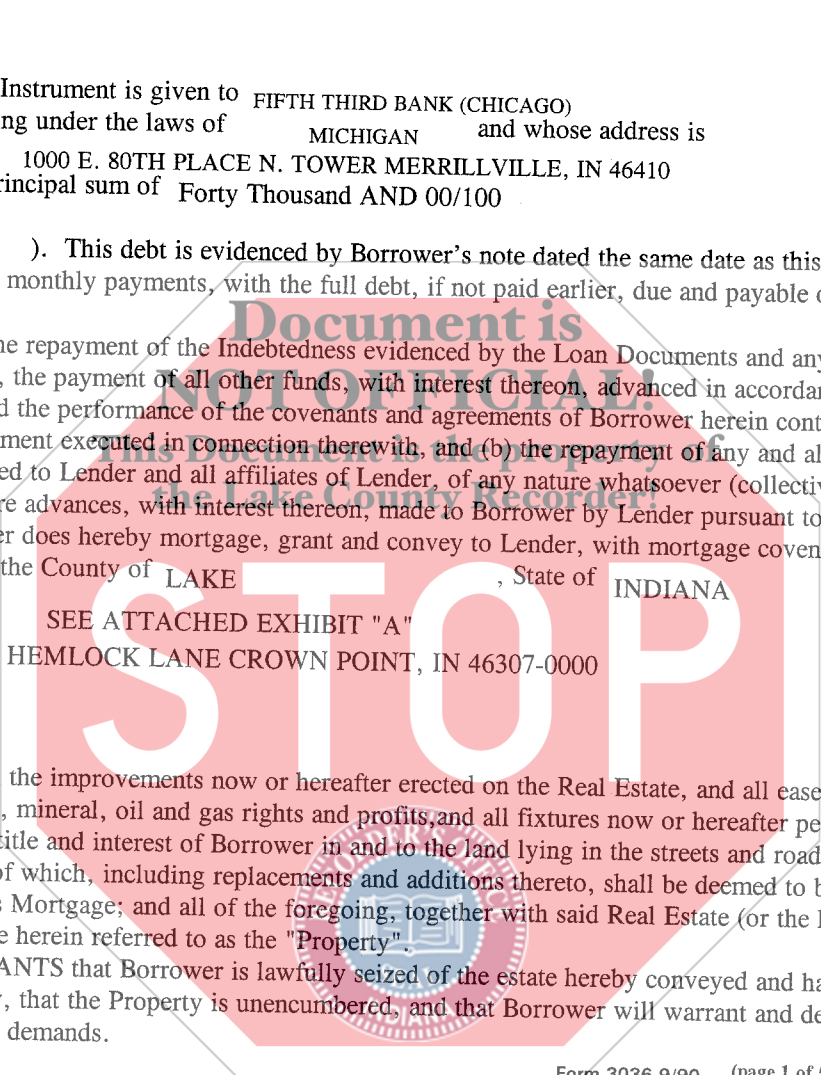 Instrument is given to FIFTH THIRD BANK (CHICAGO)
ng under the laws of MICHIGAN and whose address is
1000 E. 80TH PLACE N. TOWER MERRILLVILLE, IN 46410
rincipal sum of Forty Thousand AND 00/100
). This debt is evidenced by Borrower's note dated the same date as this
monthly payments, with the full debt, if not paid earlier, due and payable
Document is
he repayment of the Indebtedness evidenced by the Loan Documents and any
, the payment of all other funds, with interest thereon, advanced in accordan
NOT OFFICIAL!
d the performance of the covenants and agreements of Borrower herein cont
ment executed in connection therewith, and (b) the repayment of any and al
This Document is the property of
ed to Lender and all affiliates of Lender, of any nature whatsoever (collectiv
the Lake County Recorder!
re advances, with interest thereon, made to Borrower by Lender pursuant to
er does hereby mortgage, grant and convey to Lender, with mortgage coven
the County of LAKE , State of INDIANA
SEE ATTACHED EXHIBIT "A"
HEMLOCK LANE CROWN POINT, IN 46307-0000
STOP
the improvements now or hereafter erected on the Real Estate, and all ease
, mineral, oil and gas rights and profits,and all fixtures now or hereafter pe
title and interest of Borrower in and to the land lying in the streets and road
of which, including replacements and additions thereto, shall be deemed to b
s Mortgage; and all of the foregoing, together with said Real Estate (or the
e herein referred to as the "Property".
ANTS that Borrower is lawfully seized of the estate hereby conveyed and ha
, that the Property is unencumbered, and that Borrower will warrant and de
demands.
INDIANA
Form 3036 9/90 (page 1 of